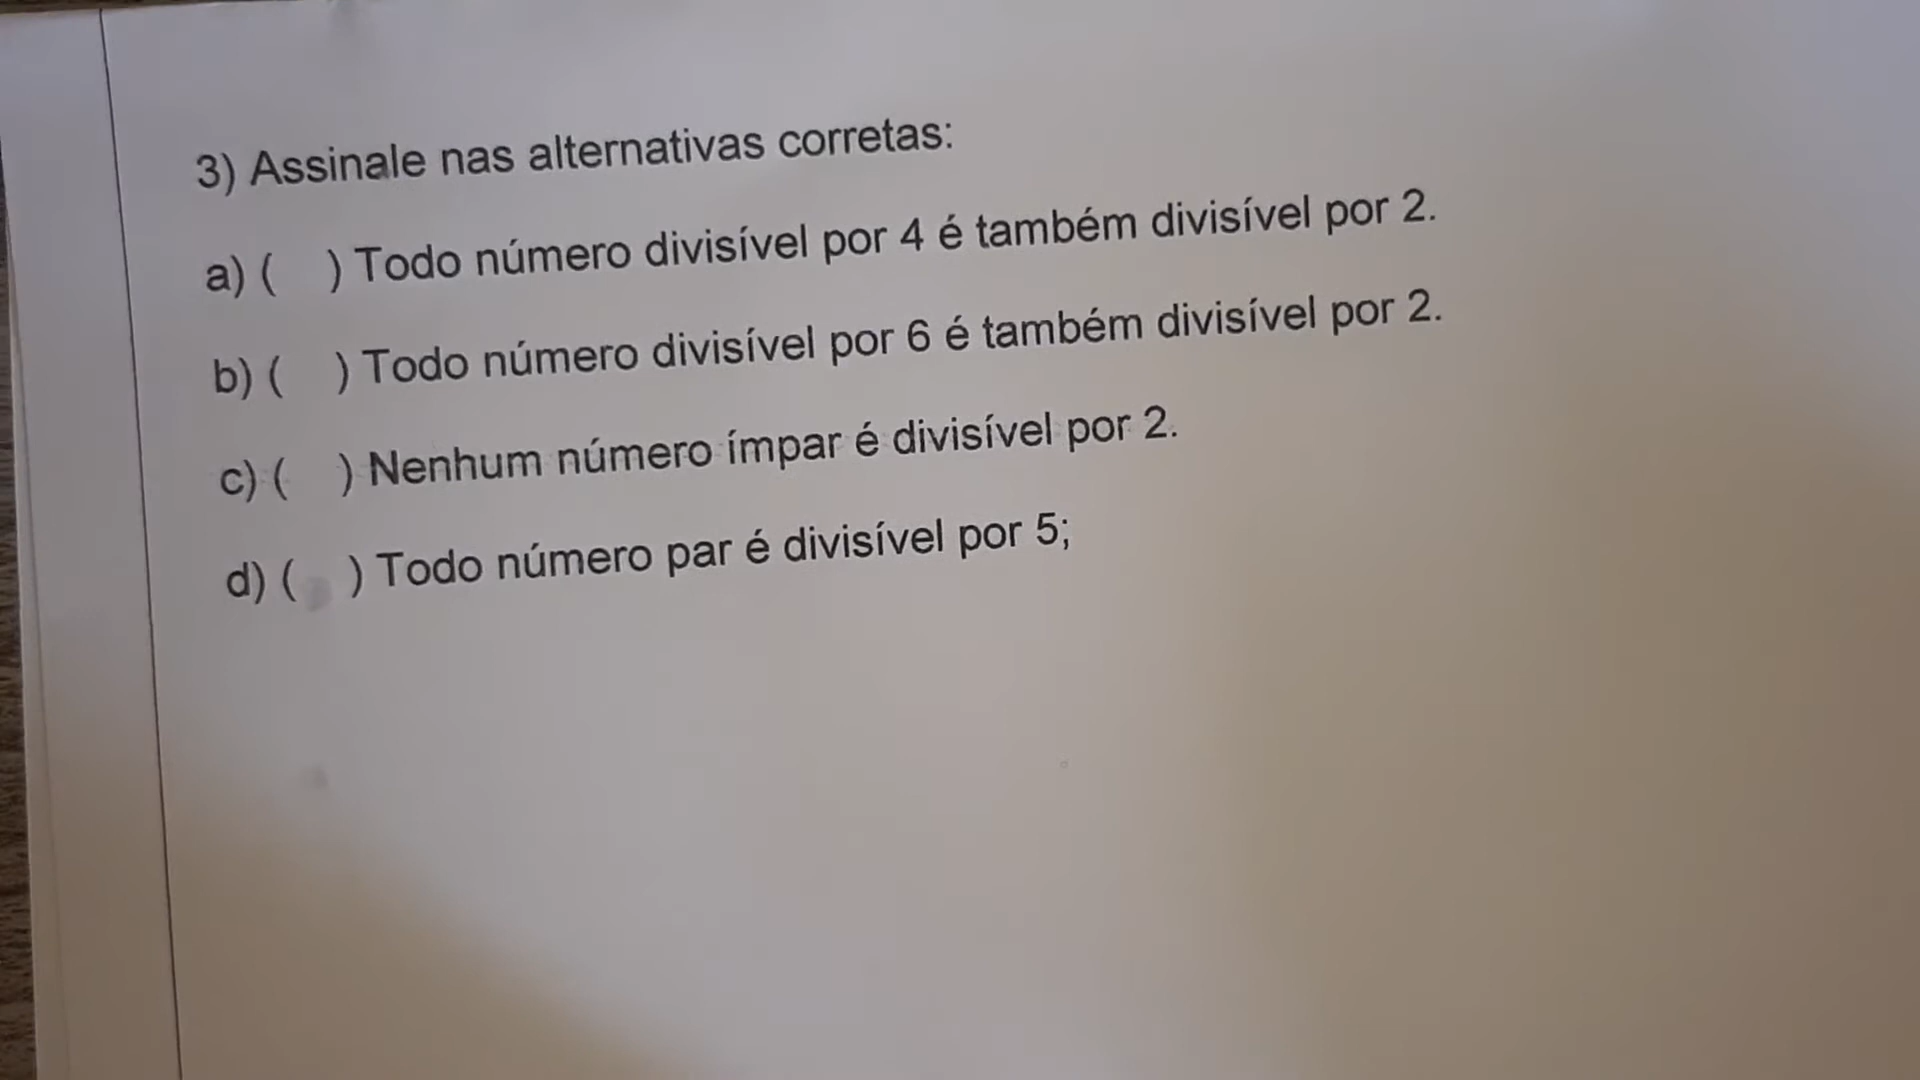 3) Assinale nas alternativas corretas:
a) (   ) Todo número divisível por 4 é também divisível por 2.
b) (   ) Todo número divisível por 6 é também divisível por 2.
c) (   ) Nenhum número ímpar é divisível por 2.
d) (   ) Todo número par é divisível por 5;